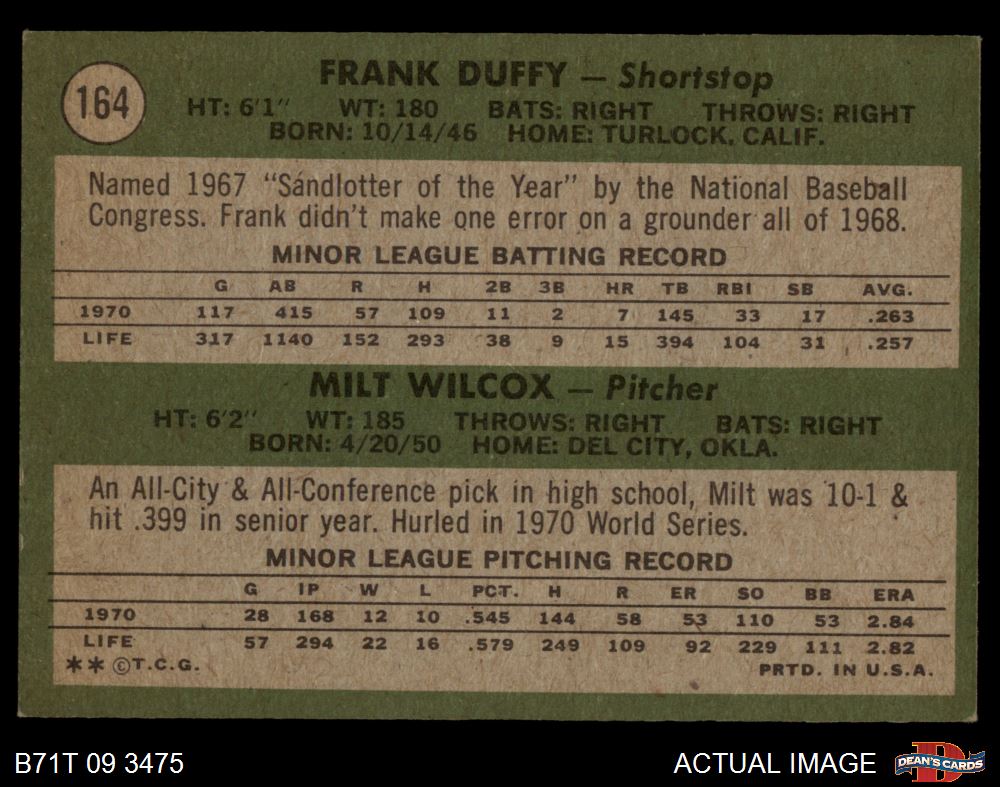 164
FRANK DUFFY — Shortstop
HT: 6'1" WT: 180 BATS: RIGHT THROWS: RIGHT
BORN: 10/14/46 HOME: TURLOCK, CALIF.
Named 1967 "Sandlotter of the Year" by the National Baseball
Congress. Frank didn't make one error on a grounder all of 1968.
MINOR LEAGUE BATTING RECORD
G AB R H 2B 3B HR TB RBI SB AVG.
1970 117 415 57 109 11 2 7 145 33 17 .263
LIFE 317 1140 152 293 38 9 15 394 104 31 .257
MILT WILCOX — Pitcher
HT: 6'2" WT: 185 THROWS: RIGHT BATS: RIGHT
BORN: 4/20/50 HOME: DEL CITY, OKLA.
An All-City & All-Conference pick in high school, Milt was 10-1 &
hit .399 in senior year. Hurled in 1970 World Series.
MINOR LEAGUE PITCHING RECORD
G IP W L PCT. H R ER SO BB ERA
1970 28 168 12 10 .545 144 58 53 110 53 2.84
LIFE 57 294 22 16 .579 249 109 92 229 111 2.82
** ©T.C.G. PRTD. IN U.S.A.
B71T 09 3475 ACTUAL IMAGE DEAN'S CARDS